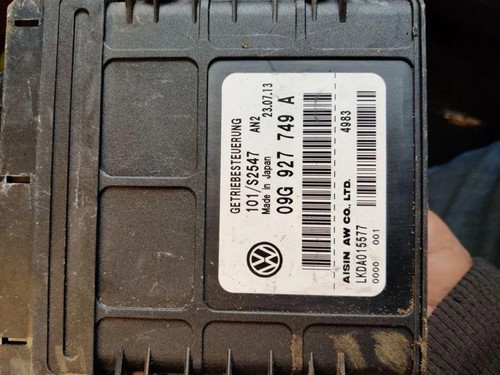 GETRIEBESTEUERUNG
101/S2547 AN2
Made in Japan 23.07.13
09G 927 749 A
4983
AISIN AW CO., LTD.
LKDA015577
0000 001